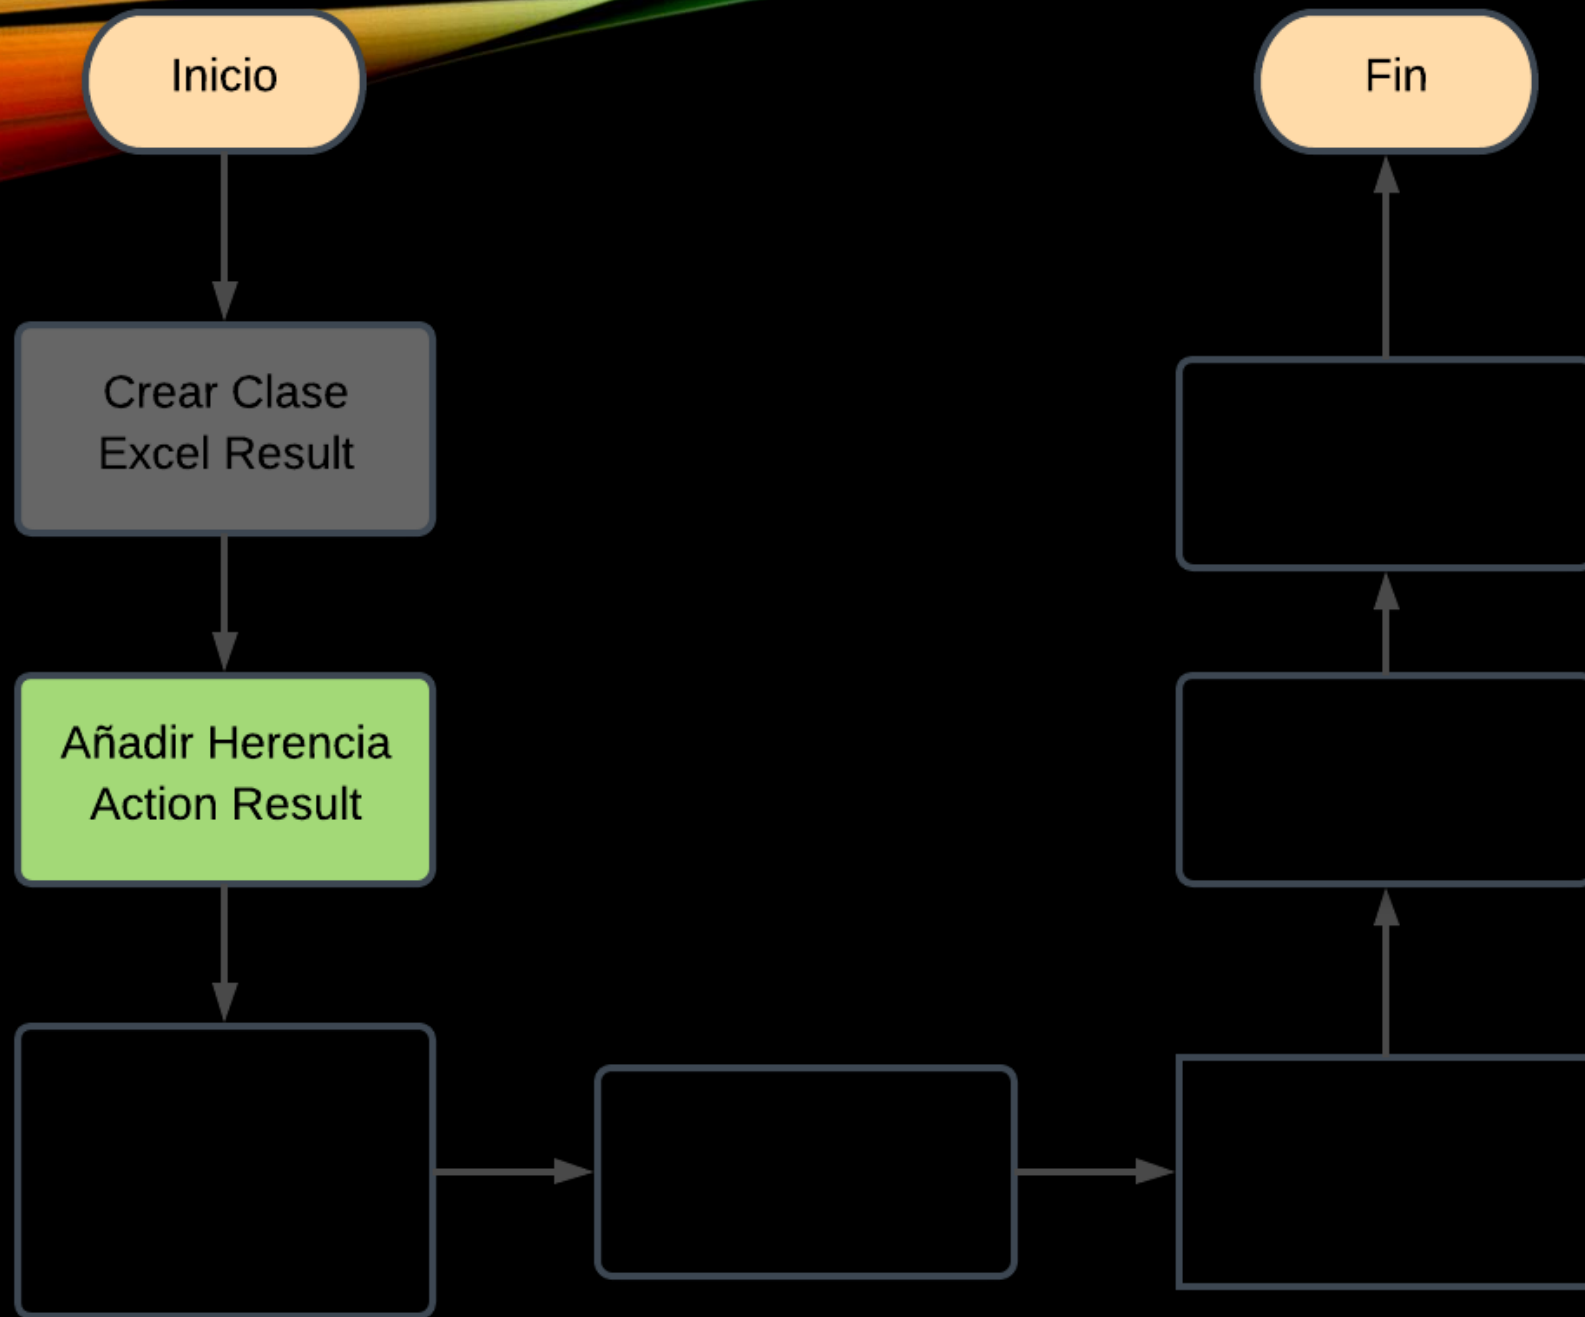 Inicio
Fin
Crear Clase
Excel Result
Añadir Herencia
Action Result